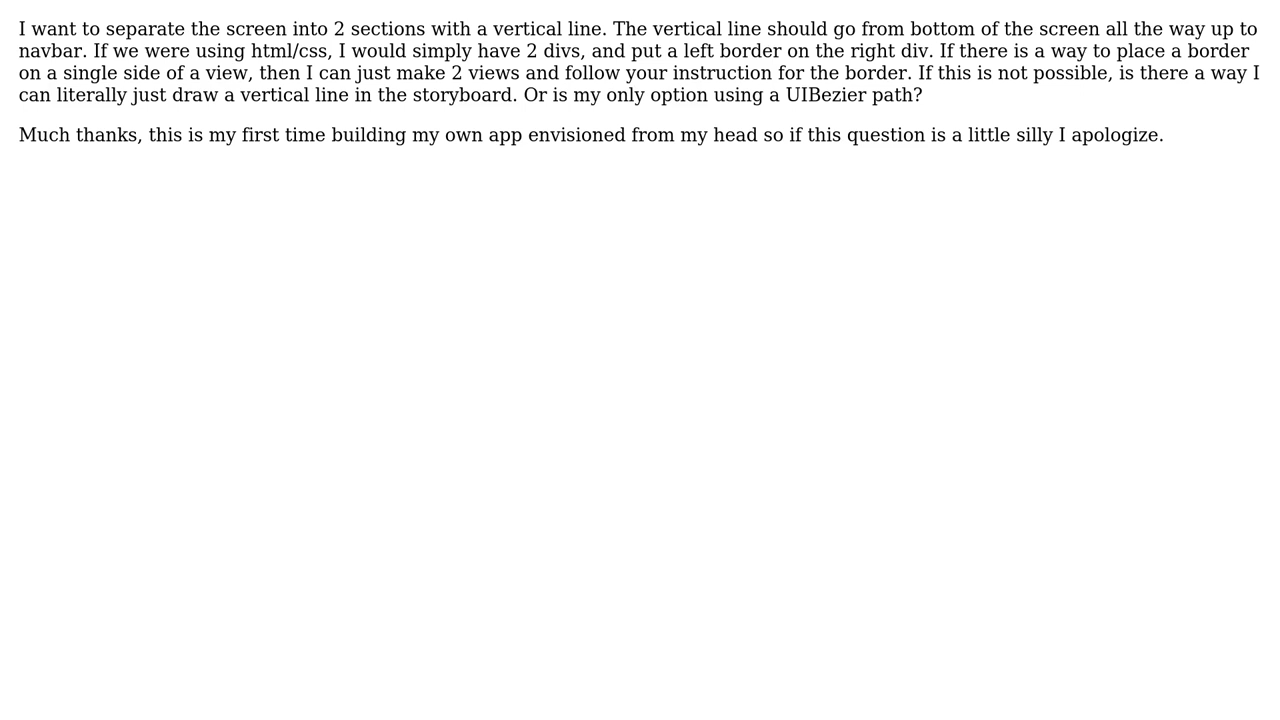 I want to separate the screen into 2 sections with a vertical line. The vertical line should go from bottom of the screen all the way up to
navbar. If we were using html/css, I would simply have 2 divs, and put a left border on the right div. If there is a way to place a border
on a single side of a view, then I can just make 2 views and follow your instruction for the border. If this is not possible, is there a way I
can literally just draw a vertical line in the storyboard. Or is my only option using a UIBezier path?
Much thanks, this is my first time building my own app envisioned from my head so if this question is a little silly I apologize.